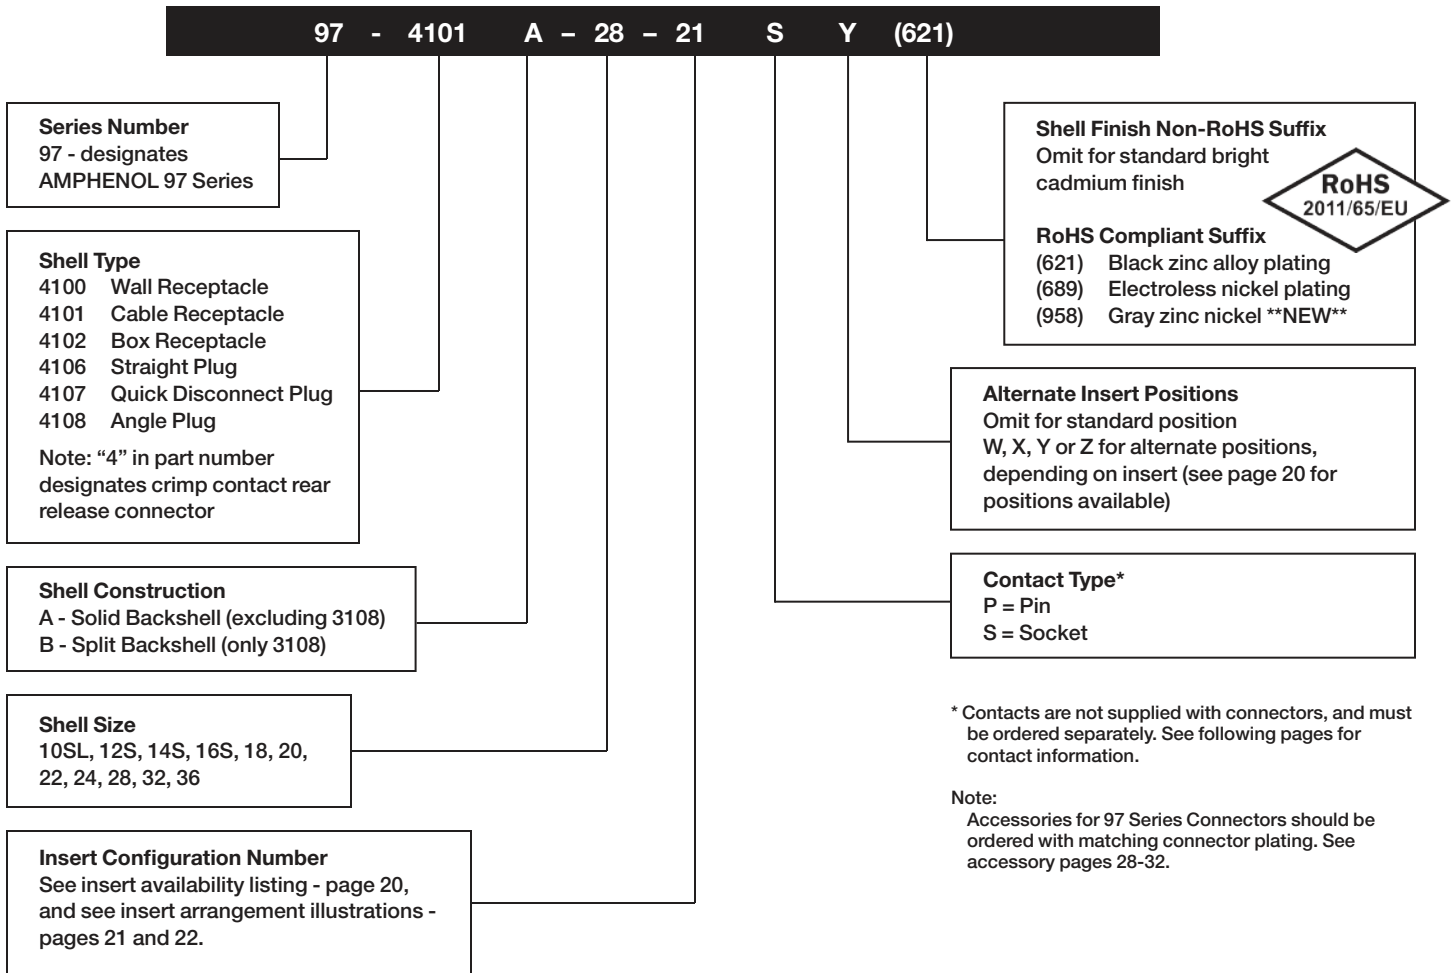 97 - 4101 A – 28 – 21 S Y (621)
Series Number
97 - designates
AMPHENOL 97 Series
Shell Type
4100 Wall Receptacle
4101 Cable Receptacle
4102 Box Receptacle
4106 Straight Plug
4107 Quick Disconnect Plug
4108 Angle Plug
Note: “4” in part number
designates crimp contact rear
release connector
Shell Construction
A - Solid Backshell (excluding 3108)
B - Split Backshell (only 3108)
Shell Size
10SL, 12S, 14S, 16S, 18, 20,
22, 24, 28, 32, 36
Insert Configuration Number
See insert availability listing - page 20,
and see insert arrangement illustrations -
pages 21 and 22.
Shell Finish Non-RoHS Suffix
Omit for standard bright
cadmium finish
RoHS
2011/65/EU
RoHS Compliant Suffix
(621) Black zinc alloy plating
(689) Electroless nickel plating
(958) Gray zinc nickel **NEW**
Alternate Insert Positions
Omit for standard position
W, X, Y or Z for alternate positions,
depending on insert (see page 20 for
positions available)
Contact Type*
P = Pin
S = Socket
* Contacts are not supplied with connectors, and must
be ordered separately. See following pages for
contact information.
Note:
Accessories for 97 Series Connectors should be
ordered with matching connector plating. See
accessory pages 28-32.